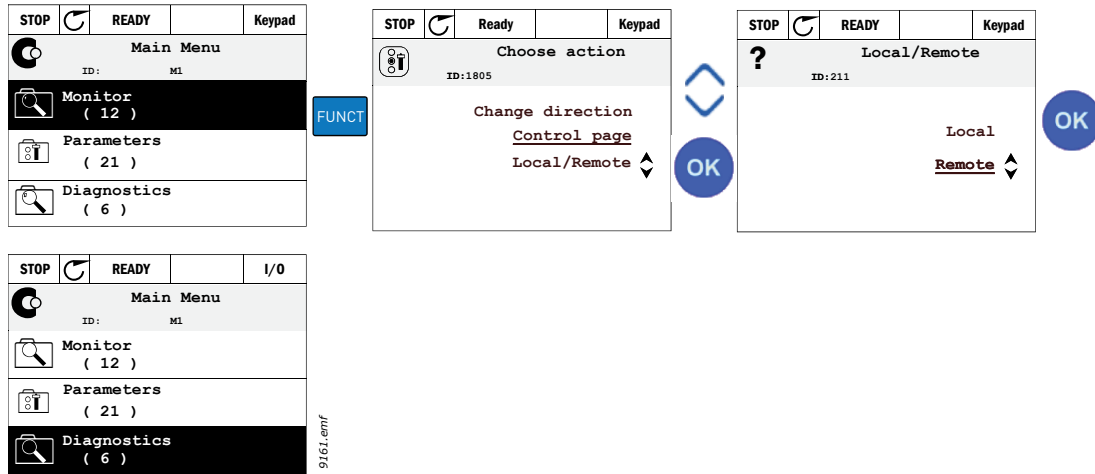 STOP READY Keypad
Main Menu
ID: M1
Monitor
( 12 )
Parameters
( 21 )
Diagnostics
( 6 )
FUNCT
STOP Ready Keypad
Choose action
ID:1805
Change direction
Control page
Local/Remote
OK
STOP READY Keypad
? Local/Remote
ID:211
Local
Remote
OK
STOP READY I/0
Main Menu
ID: M1
Monitor
( 12 )
Parameters
( 21 )
Diagnostics
( 6 )
9161.emf